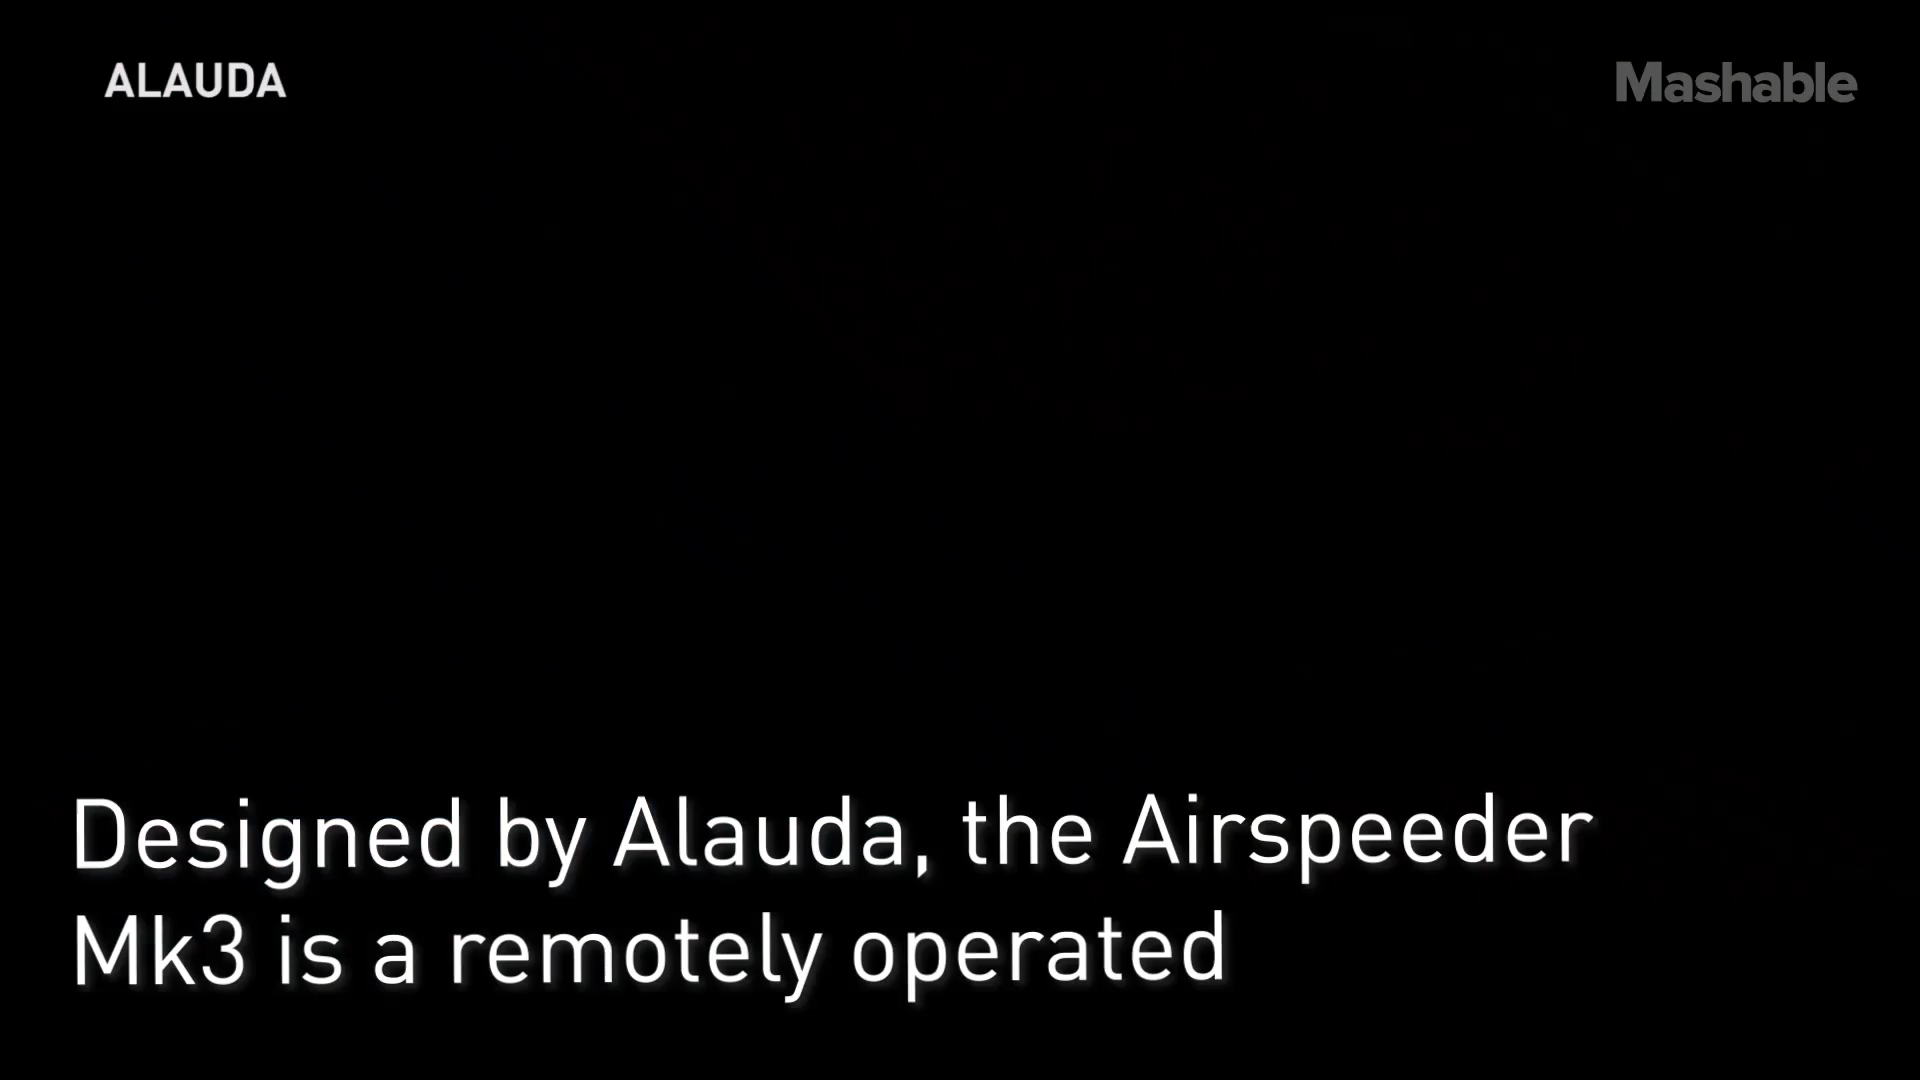 ALAUDA
Mashable
Designed by Alauda, the Airspeeder
Mk3 is a remotely operated